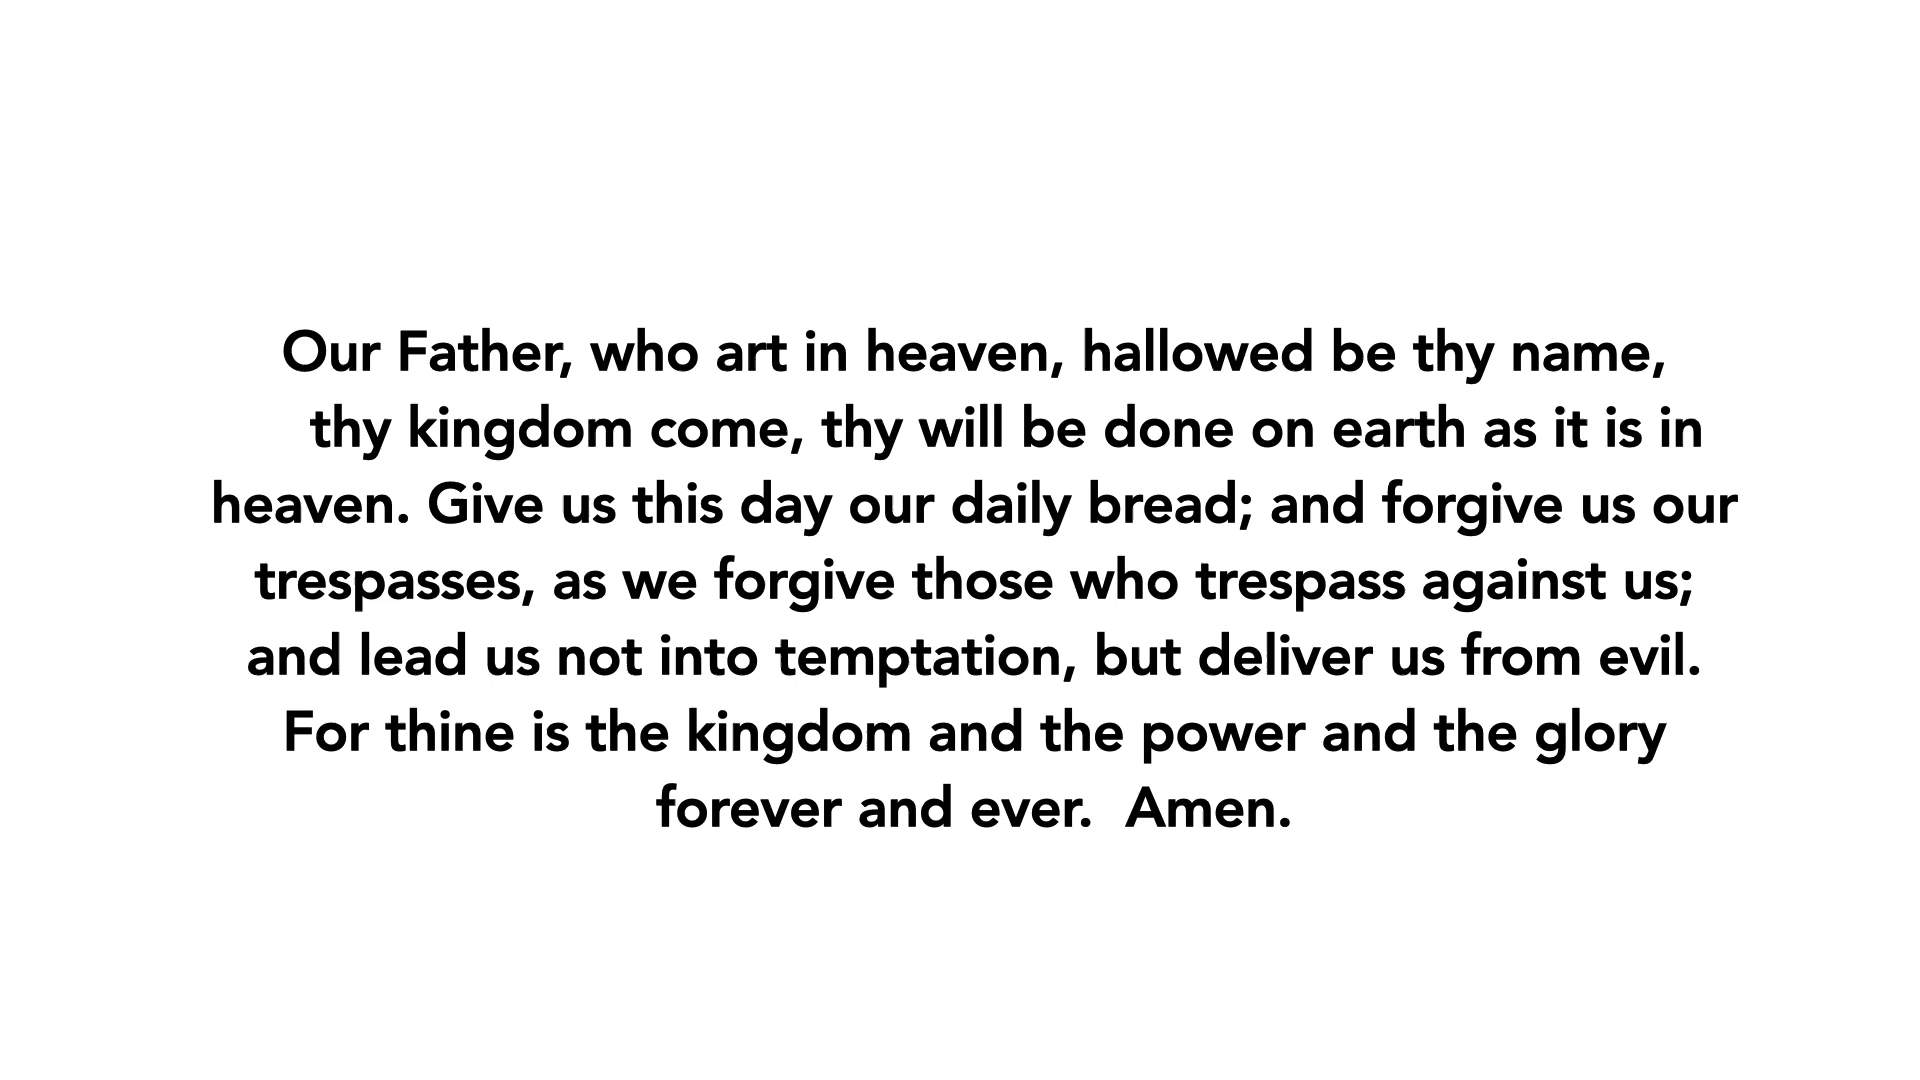 Our Father, who art in heaven, hallowed be thy name,
thy kingdom come, thy will be done on earth as it is in
heaven. Give us this day our daily bread; and forgive us our
trespasses, as we forgive those who trespass against us;
and lead us not into temptation, but deliver us from evil.
For thine is the kingdom and the power and the glory
forever and ever.  Amen.